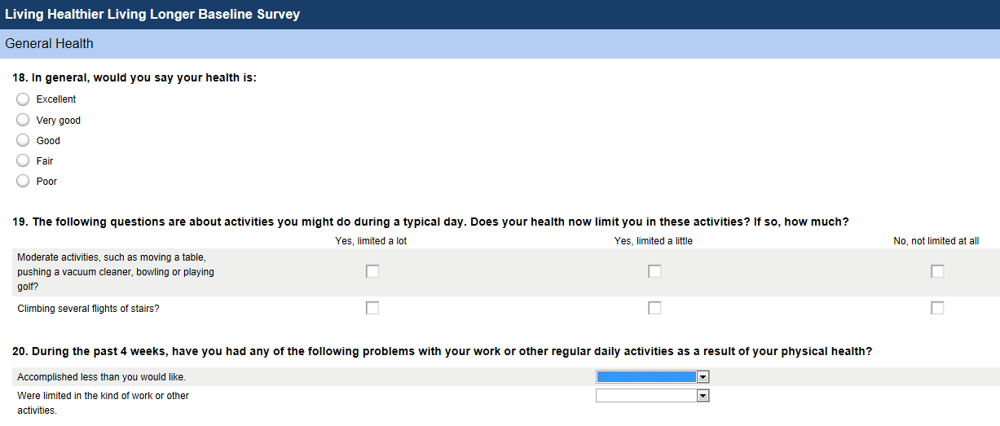 Living Healthier Living Longer Baseline Survey
General Health
18. In general, would you say your health is:
Excellent
Very good
Good
Fair
Poor
19. The following questions are about activities you might do during a typical day. Does your health now limit you in these activities? If so, how much?
Yes, limited a lot Yes, limited a little No, not limited at all
Moderate activities, such as moving a table,
pushing a vacuum cleaner, bowling or playing
golf?
Climbing several flights of stairs?
20. During the past 4 weeks, have you had any of the following problems with your work or other regular daily activities as a result of your physical health?
Accomplished less than you would like.
Were limited in the kind of work or other
activities.